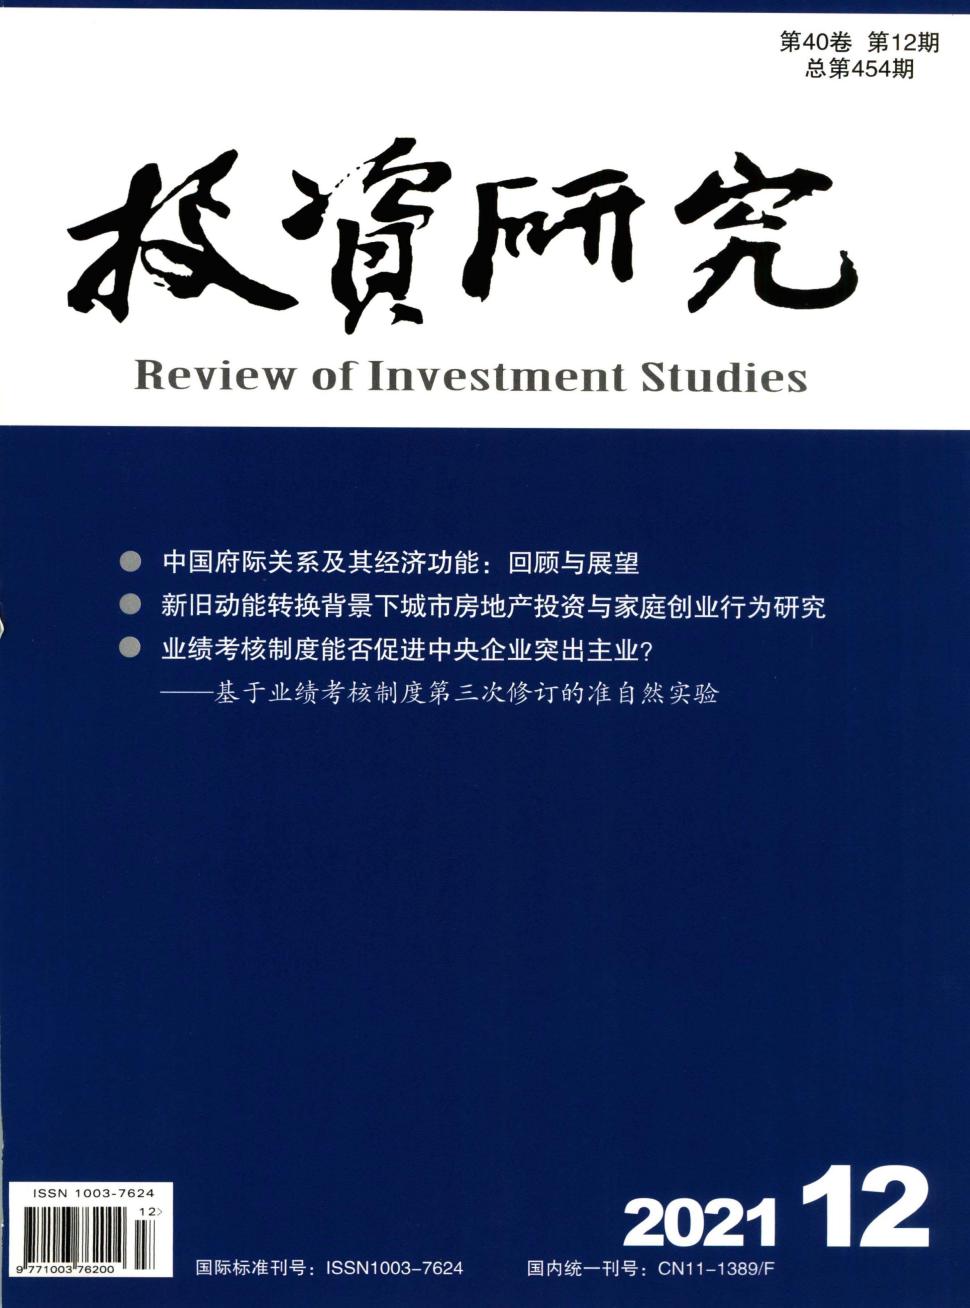 第40卷 第12期
总第454期
投資研究
Review of Investment Studies
中国府际关系及其经济功能：回顾与展望
新旧动能转换背景下城市房地产投资与家庭创业行为研究
业绩考核制度能否促进中央企业突出主业？
——基于业绩考核制度第三次修订的准自然实验
ISSN 1003-7624
12>
9 771003 762000
2021 12
国际标准刊号：ISSN1003-7624
国内统一刊号：CN11-1389/F